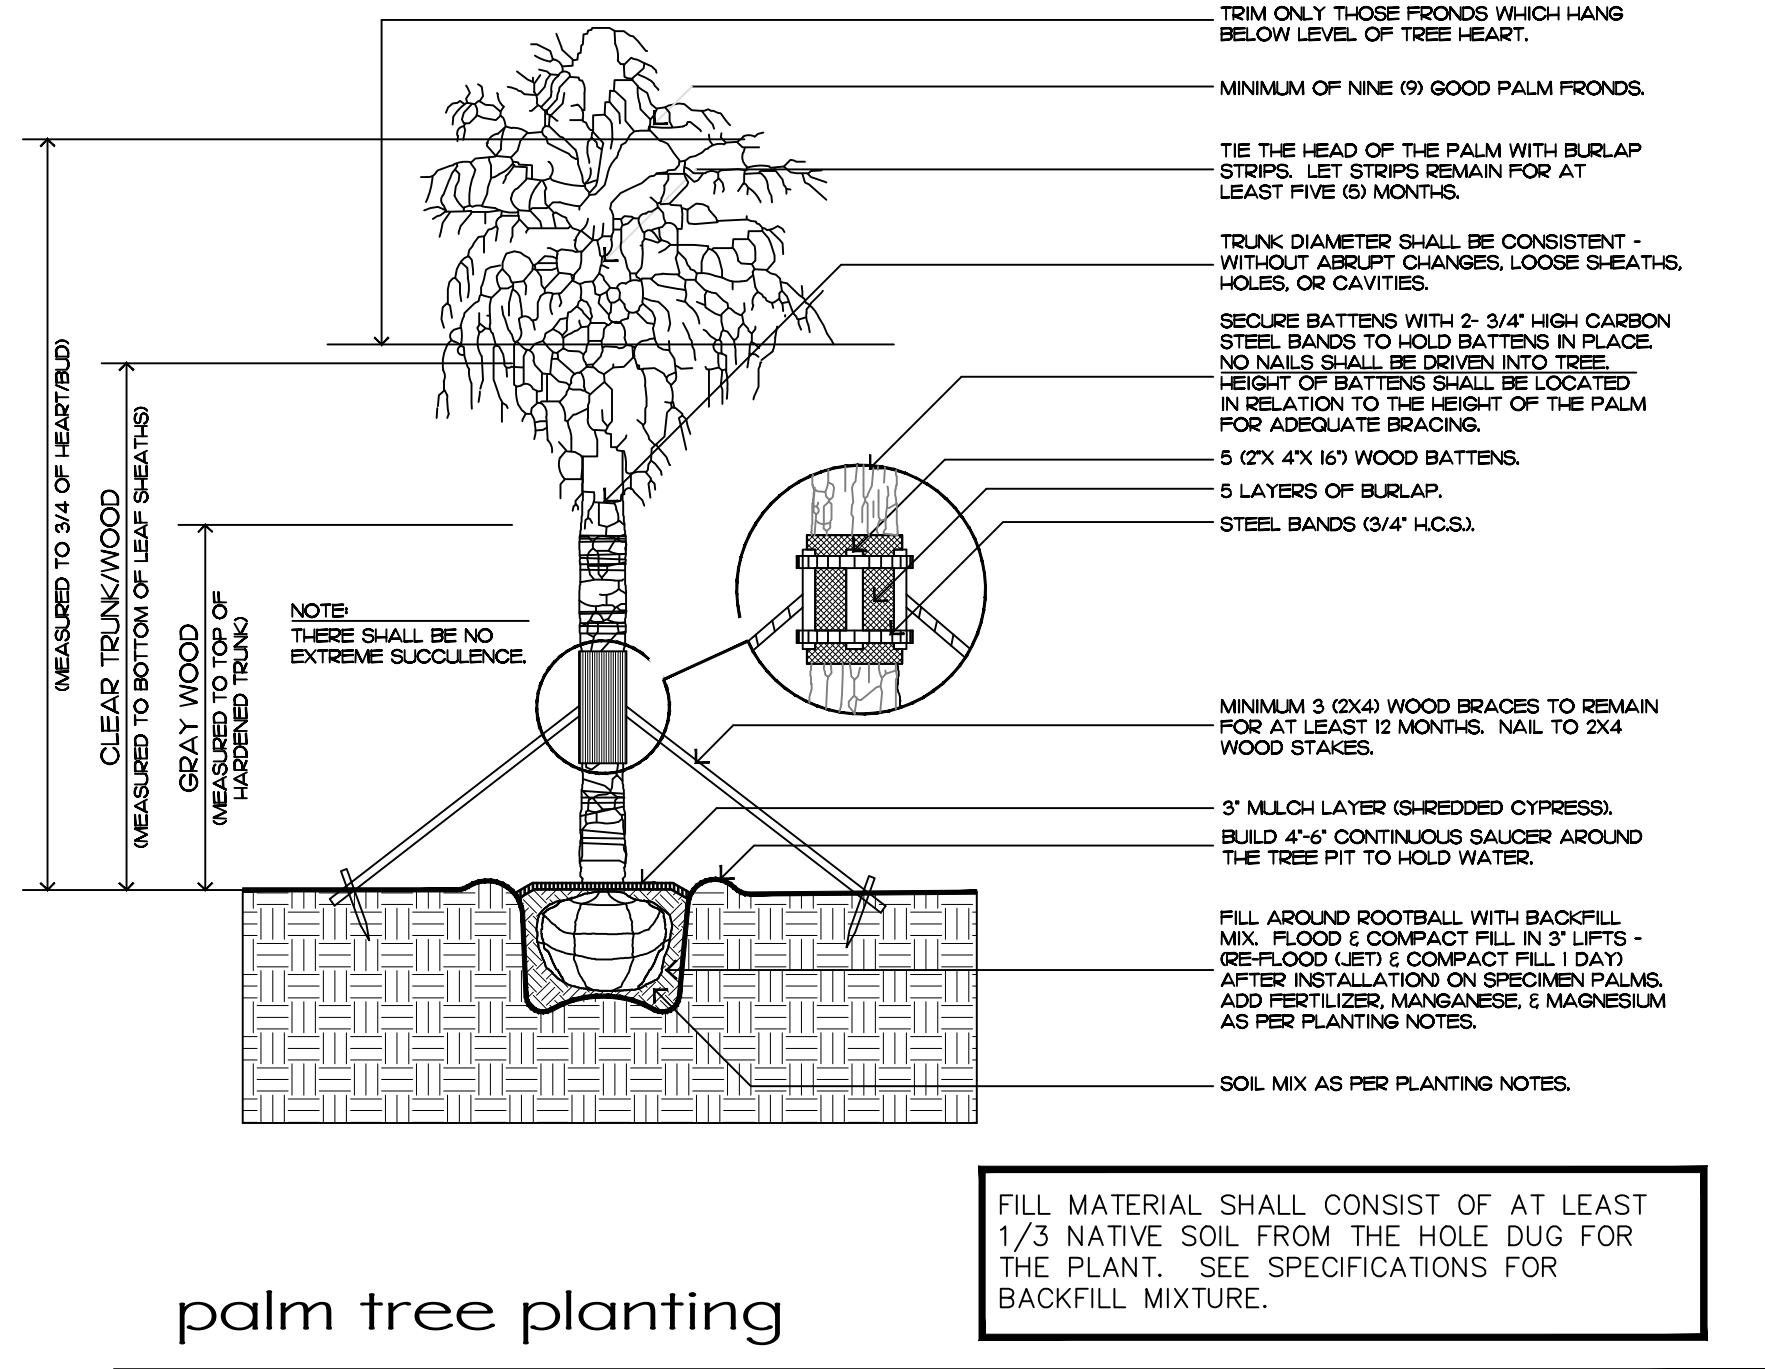 TRIM ONLY THOSE FRONDS WHICH HANG
BELOW LEVEL OF TREE HEART.
MINIMUM OF NINE (9) GOOD PALM FRONDS.
TIE THE HEAD OF THE PALM WITH BURLAP
STRIPS. LET STRIPS REMAIN FOR AT
LEAST FIVE (5) MONTHS.
TRUNK DIAMETER SHALL BE CONSISTENT -
WITHOUT ABRUPT CHANGES, LOOSE SHEATHS,
HOLES, OR CAVITIES.
SECURE BATTENS WITH 2- 3/4" HIGH CARBON
STEEL BANDS TO HOLD BATTENS IN PLACE.
NO NAILS SHALL BE DRIVEN INTO TREE.
HEIGHT OF BATTENS SHALL BE LOCATED
IN RELATION TO THE HEIGHT OF THE PALM
FOR ADEQUATE BRACING.
5 (2"X 4"X 16") WOOD BATTENS.
5 LAYERS OF BURLAP.
STEEL BANDS (3/4" H.C.S.).
(MEASURED TO 3/4 OF HEART/BUD)
CLEAR TRUNK/WOOD
(MEASURED TO BOTTOM OF LEAF SHEATHS)
GRAY WOOD
(MEASURED TO TOP OF
HARDENED TRUNK)
NOTE:
THERE SHALL BE NO
EXTREME SUCCULENCE.
MINIMUM 3 (2X4) WOOD BRACES TO REMAIN
FOR AT LEAST 12 MONTHS. NAIL TO 2X4
WOOD STAKES.
3" MULCH LAYER (SHREDDED CYPRESS).
BUILD 4"-6" CONTINUOUS SAUCER AROUND
THE TREE PIT TO HOLD WATER.
FILL AROUND ROOTBALL WITH BACKFILL
MIX. FLOOD & COMPACT FILL IN 3" LIFTS -
(RE-FLOOD (JET) & COMPACT FILL 1 DAY)
AFTER INSTALLATION) ON SPECIMEN PALMS.
ADD FERTILIZER, MANGANESE, & MAGNESIUM
AS PER PLANTING NOTES.
SOIL MIX AS PER PLANTING NOTES.
FILL MATERIAL SHALL CONSIST OF AT LEAST
1/3 NATIVE SOIL FROM THE HOLE DUG FOR
THE PLANT. SEE SPECIFICATIONS FOR
BACKFILL MIXTURE.
palm tree planting